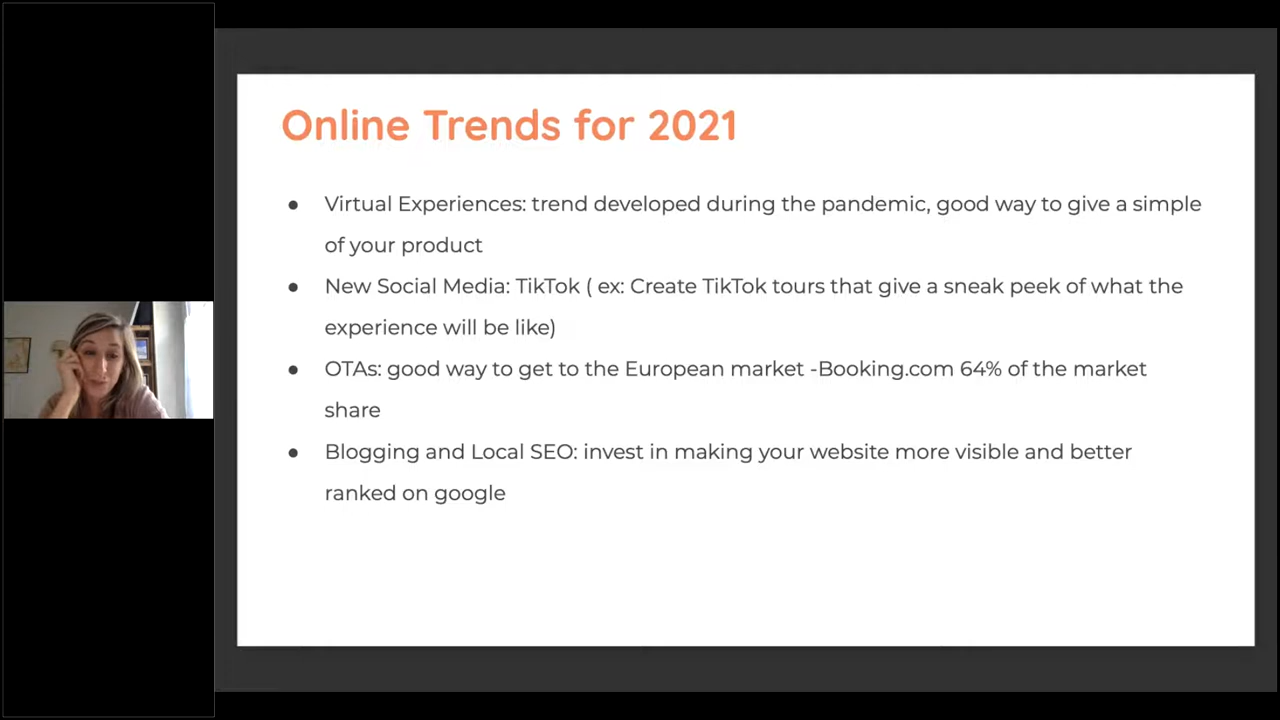 Online Trends for 2021
● Virtual Experiences: trend developed during the pandemic, good way to give a simple
of your product
● New Social Media: TikTok ( ex: Create TikTok tours that give a sneak peek of what the
experience will be like)
● OTAs: good way to get to the European market -Booking.com 64% of the market
share
● Blogging and Local SEO: invest in making your website more visible and better
ranked on google